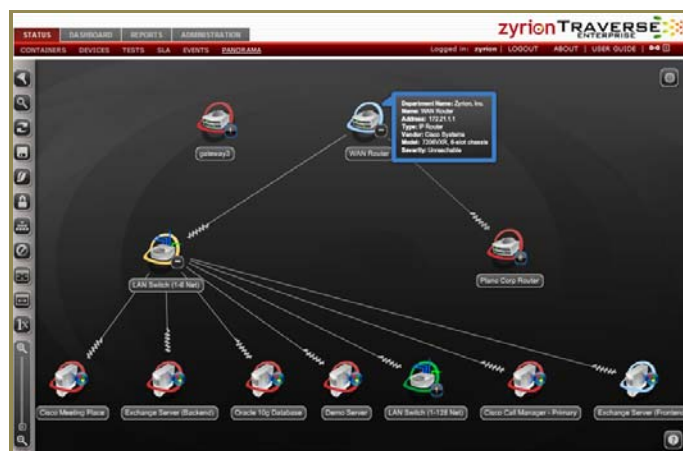 zyrion TRAVERSE
ENTERPRISE
STATUS DASHBOARD REPORTS ADMINISTRATION
CONTAINERS DEVICES TESTS SLA EVENTS PANORAMA Logged in: zyrion | LOGOUT ABOUT | USER GUIDE |
Department Name: Zyrion, Inc.
Name: WAN Router
Address: 172.21.1.1
Type: IP Router
Vendor: Cisco Systems
Model: 7206VXR, 6-slot chassis
Severity: Unreachable
gateway3
WAN Router
LAN Switch (1-6 Net)
Plano Corp Router
1x
Cisco Meeting Place
Exchange Server (Backend)
Oracle 10g Database
Demo Server
LAN Switch (1-128 Net)
Cisco Call Manager - Primary
Exchange Server (Frontend